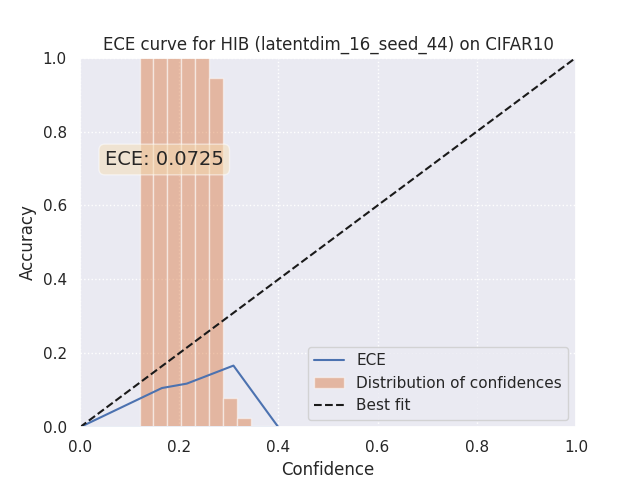 ECE curve for HIB (latentdim_16_seed_44) on CIFAR10
1.0
0.8
0.6
0.4
0.2
0.0
Accuracy
ECE: 0.0725
ECE
Distribution of confidences
Best fit
0.0 0.2 0.4 0.6 0.8 1.0
Confidence